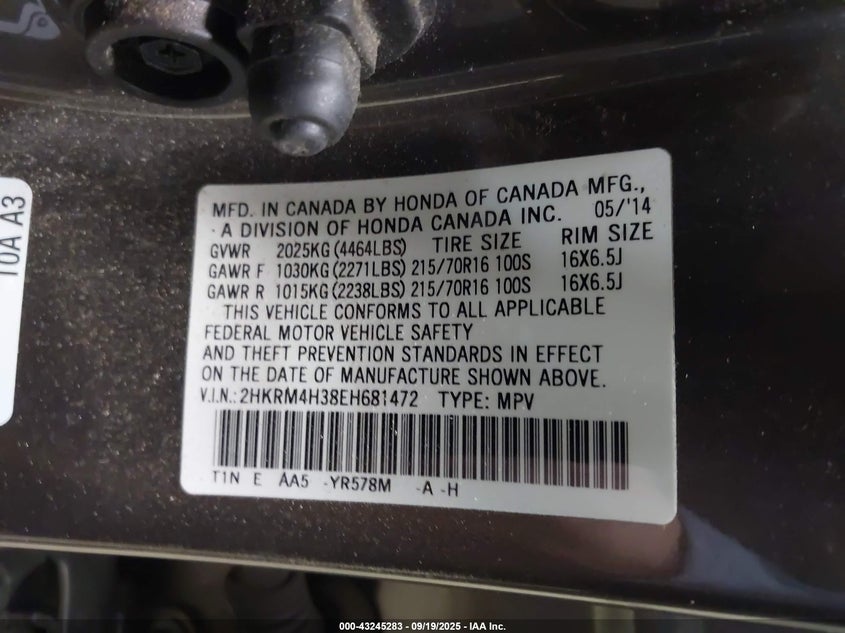 10A A3
MFD. IN CANADA BY HONDA OF CANADA MFG.,
A DIVISION OF HONDA CANADA INC. 05/'14
GVWR 2025KG(4464LBS) TIRE SIZE RIM SIZE
GAWR F 1030KG(2271LBS) 215/70R16 100S 16X6.5J
GAWR R 1015KG(2238LBS) 215/70R16 100S 16X6.5J
THIS VEHICLE CONFORMS TO ALL APPLICABLE
FEDERAL MOTOR VEHICLE SAFETY
AND THEFT PREVENTION STANDARDS IN EFFECT
ON THE DATE OF MANUFACTURE SHOWN ABOVE.
V.I.N.: 2HKRM4H38EH681472 TYPE: MPV
T1N E AA5 -YR578M -A -H
000-43245283 - 09/19/2025 - IAA Inc.